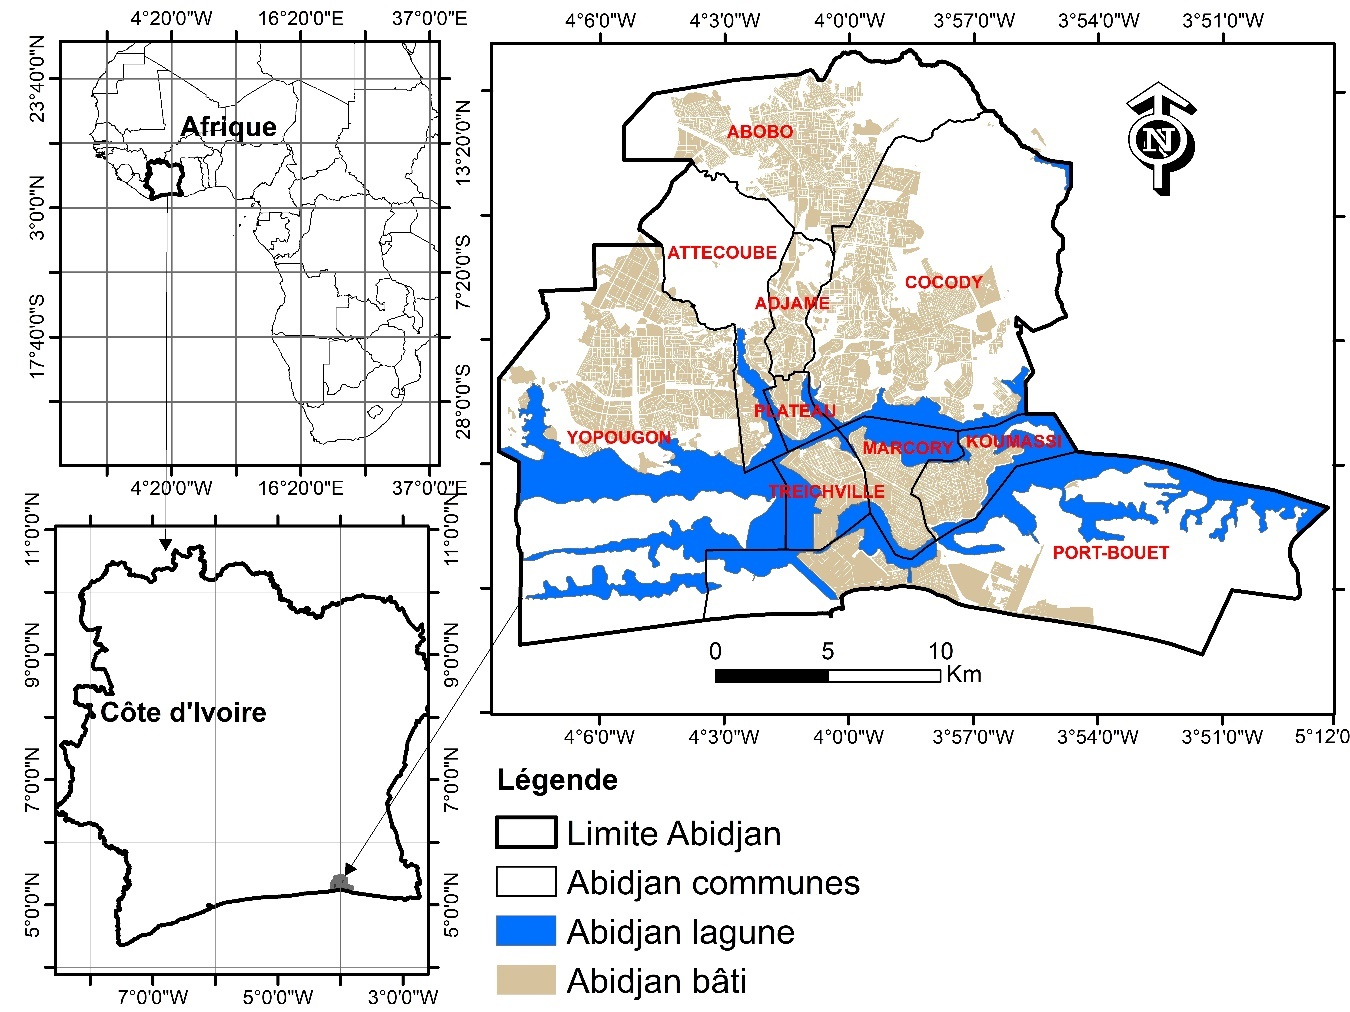 4°20'0"W 16°20'0"E 37°0'0"E
23°40'0"N
3°0'0"N
17°40'0"S
13°20'0"N
7°20'0"S
28°0'0"S
Afrique
4°20'0"W 16°20'0"E 37°0'0"E
4°6'0"W 4°3'0"W 4°0'0"W 3°57'0"W 3°54'0"W 3°51'0"W
N
ABOBO
ATTECOUBE
COCODY
ADJAME
PLATEAU
YOPOUGON
MARCORY
KOUMASSI
TREICHVILLE
PORT-BOUET
0 5 10
Km
4°6'0"W 4°3'0"W 4°0'0"W 3°57'0"W 3°54'0"W 3°51'0"W 5°12'0
11°0'0"N
9°0'0"N
7°0'0"N
5°0'0"N
11°0'0"N
9°0'0"N
7°0'0"N
5°0'0"N
Côte d'Ivoire
7°0'0"W 5°0'0"W 3°0'0"W
Légende
Limite Abidjan
Abidjan communes
Abidjan lagune
Abidjan bâti